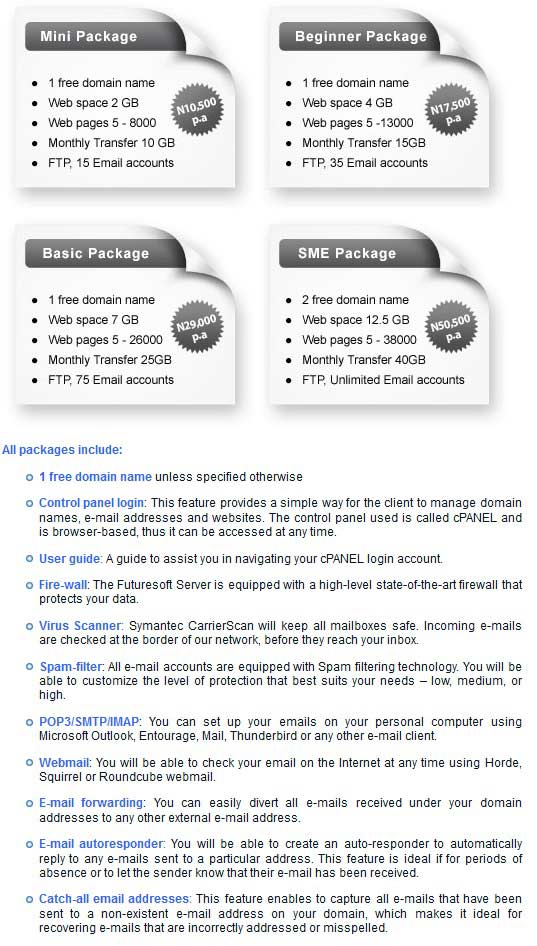 Mini Package
1 free domain name
Web space 2 GB
Web pages 5 - 8000
Monthly Transfer 10 GB
FTP, 15 Email accounts
N10,500
p.a
Beginner Package
1 free domain name
Web space 4 GB
Web pages 5 -13000
Monthly Transfer 15GB
FTP, 35 Email accounts
N17,500
p.a
Basic Package
1 free domain name
Web space 7 GB
Web pages 5 - 26000
Monthly Transfer 25GB
FTP, 75 Email accounts
N29,000
p.a
SME Package
2 free domain name
Web space 12.5 GB
Web pages 5 - 38000
Monthly Transfer 40GB
FTP, Unlimited Email accounts
N50,500
p.a
All packages include:
1 free domain name unless specified otherwise
Control panel login: This feature provides a simple way for the client to manage domain
names, e-mail addresses and websites. The control panel used is called cPANEL and
is browser-based, thus it can be accessed at any time.
User guide: A guide to assist you in navigating your cPANEL login account.
Fire-wall: The Futuresoft Server is equipped with a high-level state-of-the-art firewall that
protects your data.
Virus Scanner: Symantec CarrierScan will keep all mailboxes safe. Incoming e-mails
are checked at the border of our network, before they reach your inbox.
Spam-filter: All e-mail accounts are equipped with Spam filtering technology. You will be
able to customize the level of protection that best suits your needs – low, medium, or
high.
POP3/SMTP/IMAP: You can set up your emails on your personal computer using
Microsoft Outlook, Entourage, Mail, Thunderbird or any other e-mail client.
Webmail: You will be able to check your email on the Internet at any time using Horde,
Squirrel or Roundcube webmail.
E-mail forwarding: You can easily divert all e-mails received under your domain
addresses to any other external e-mail address.
E-mail autoresponder: You will be able to create an auto-responder to automatically
reply to any e-mails sent to a particular address. This feature is ideal if for periods of
absence or to let the sender know that their e-mail has been received.
Catch-all email addresses: This feature enables to capture all e-mails that have been
sent to a non-existent e-mail address on your domain, which makes it ideal for
recovering e-mails that are incorrectly addressed or misspelled.